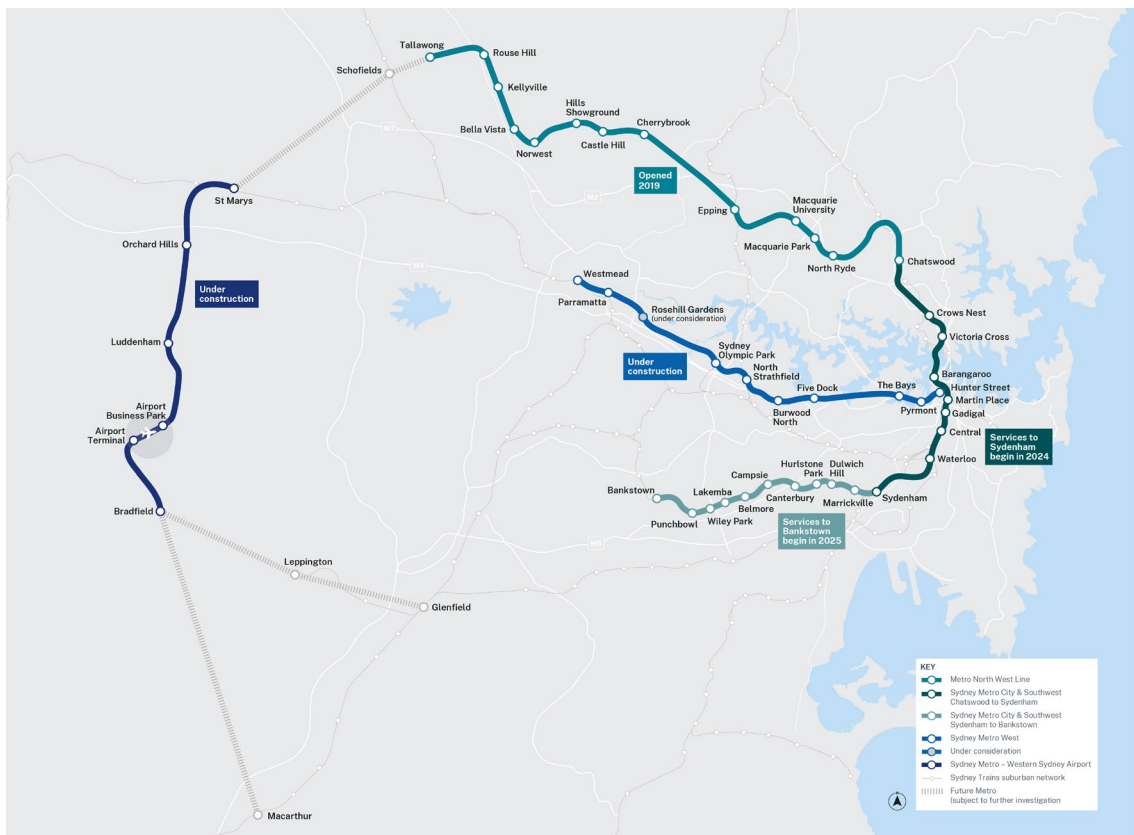 Tallawong
Rouse Hill
Schofields
Kellyville
Hills
Showground
Cherrybrook
Bella Vista
Castle Hill
Norwest
M7
Opened
2019
St Marys
M2
Macquarie
University
Epping
Macquarie Park
North Ryde
Chatswood
Orchard Hills
M4
Westmead
Under
construction
Parramatta
Rosehill Gardens
(under consideration)
Crows Nest
Victoria Cross
Luddenham
Sydney
Olympic Park
Under
construction
North
Strathfield
Barangaroo
Five Dock
The Bays
Hunter Street
Martin Place
Airport
Business Park
Burwood
North
Pyrmont
Gadigal
Airport
Terminal
Central
Services to
Sydenham
begin in 2024
Waterloo
Hurlstone
Park
Dulwich
Hill
Campsie
Bankstown
Lakemba
Canterbury
Sydenham
Marrickville
Belmore
Wiley Park
Punchbowl
Bradfield
Services to
Bankstown
begin in 2025
M5
Leppington
Glenfield
Macarthur
KEY
Metro North West Line
Sydney Metro City & Southwest
Chatswood to Sydenham
Sydney Metro City & Southwest
Sydenham to Bankstown
Sydney Metro West
Under consideration
Sydney Metro – Western Sydney Airport
Sydney Trains suburban network
Future Metro
(subject to further investigation
N